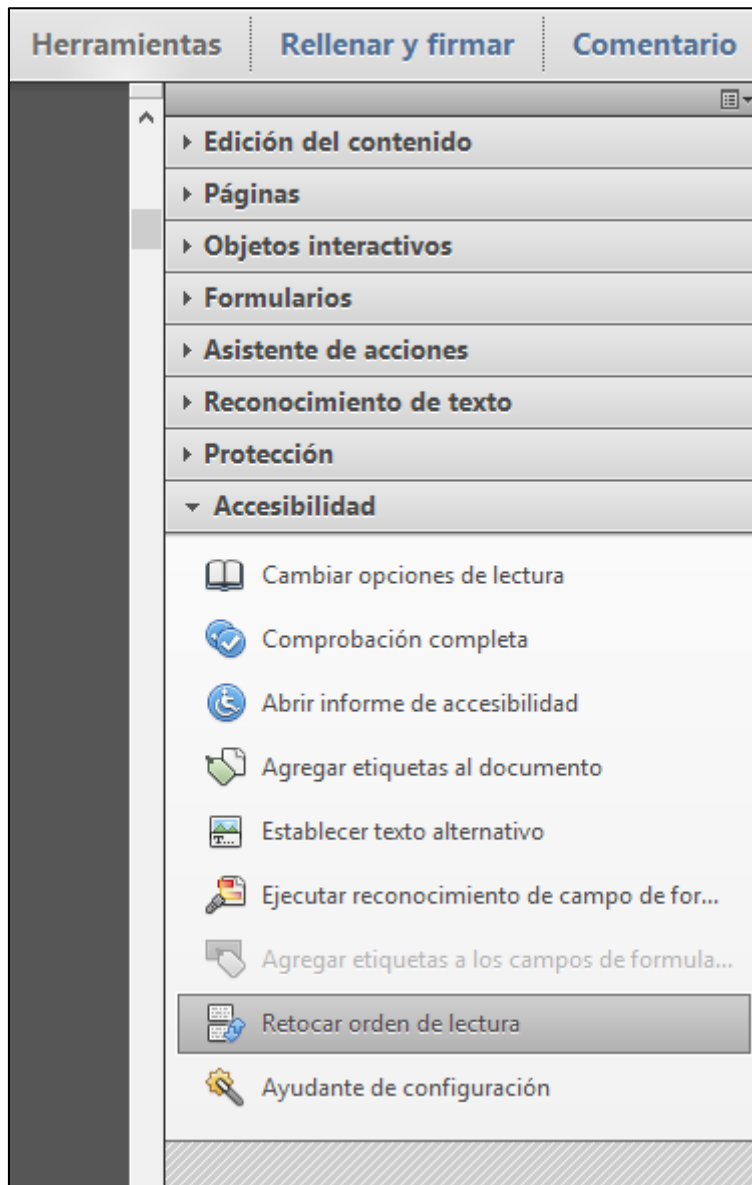 Herramientas Rellenar y firmar Comentario
Edición del contenido
Páginas
Objetos interactivos
Formularios
Asistente de acciones
Reconocimiento de texto
Protección
Accesibilidad
Cambiar opciones de lectura
Comprobación completa
Abrir informe de accesibilidad
Agregar etiquetas al documento
T...
Establecer texto alternativo
Ejecutar reconocimiento de campo de for...
Agregar etiquetas a los campos de formula...
Retocar orden de lectura
Ayudante de configuración